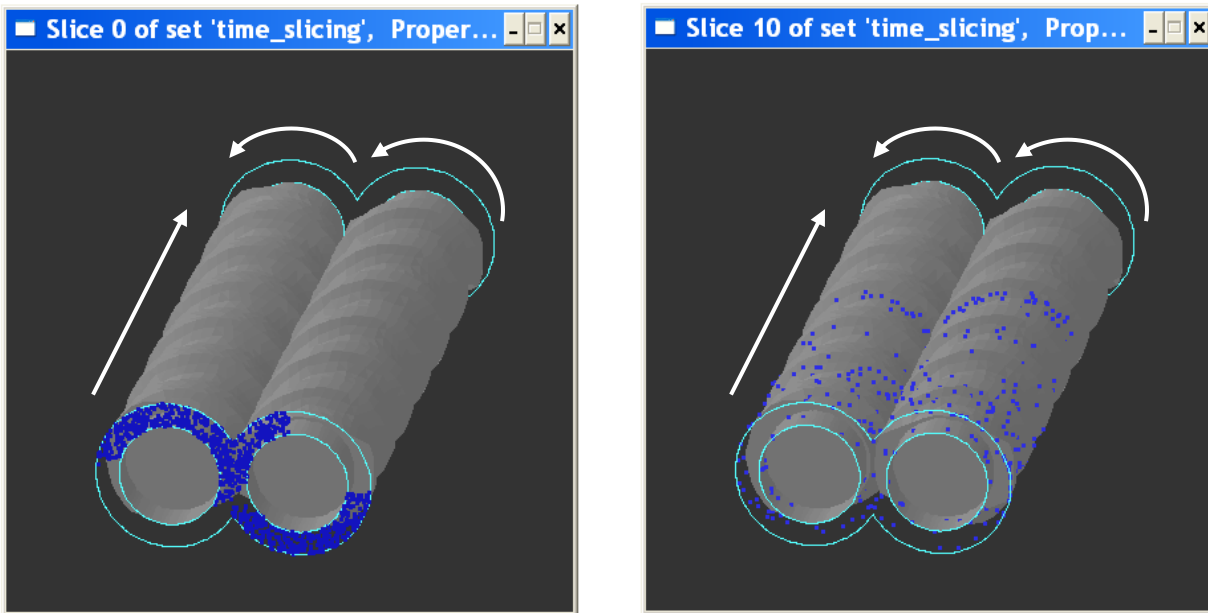 Slice 0 of set 'time_slicing', Proper...
Slice 10 of set 'time_slicing', Prop...